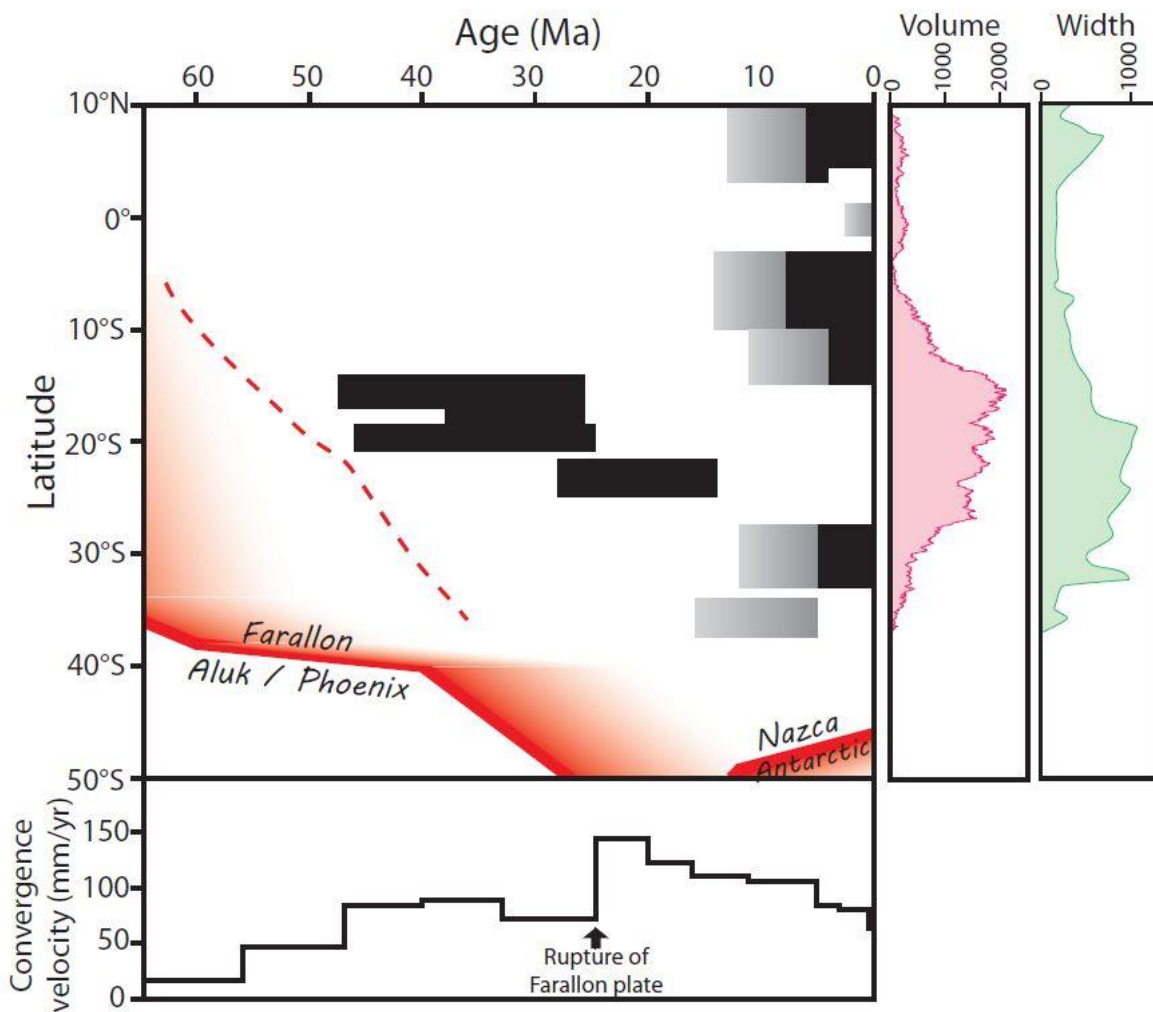 Age (Ma)
60 50 40 30 20 10 0
Volume
0 1000 2000
Width
0 1000
Latitude
10°N
0°
10°S
20°S
30°S
40°S
50°S
Farallon
Aluk / Phoenix
Nazca
Antarctic
Convergence
velocity (mm/yr)
150
100
50
0
Rupture of
Farallon plate